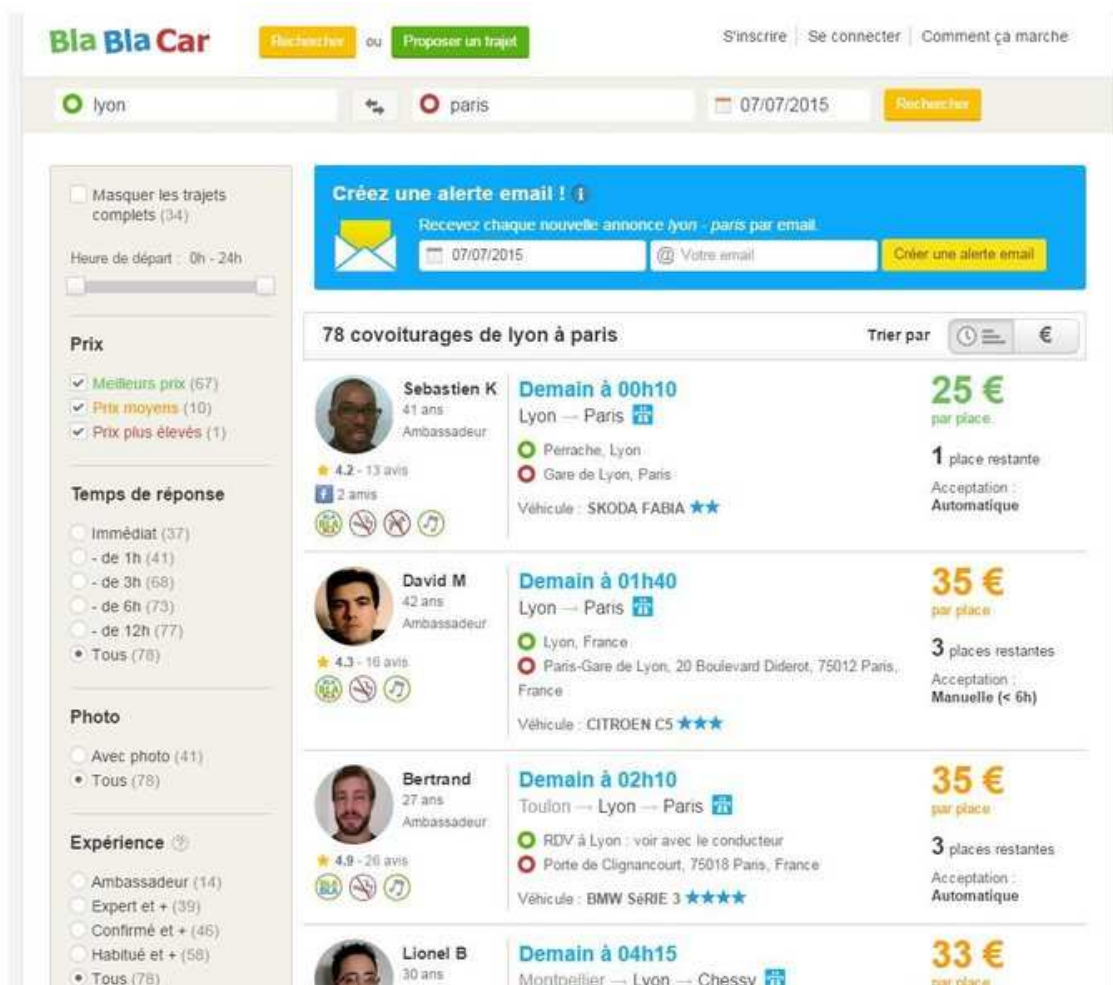 Bla Bla Car
Rechercher ou Proposer un trajet
S'inscrire Se connecter Comment ça marche
lyon
paris
07/07/2015
Rechercher
Masquer les trajets
complets (34)
Heure de départ : 0h - 24h
Prix
Meilleurs prix (67)
Prix moyens (10)
Prix plus élevés (1)
Temps de réponse
Immédiat (37)
- de 1h (41)
- de 3h (68)
- de 6h (73)
- de 12h (77)
Tous (78)
Photo
Avec photo (41)
Tous (78)
Expérience ?
Ambassadeur (14)
Expert et + (39)
Confirmé et + (46)
Habitué et + (58)
Tous (78)
Créez une alerte email ! i
Recevez chaque nouvelle annonce lyon - paris par email.
07/07/2015
@ Votre email
Créer une alerte email
78 covoiturages de lyon à paris
Trier par
€
Sebastien K
41 ans
Ambassadeur
4.2 - 13 avis
f 2 amis
BLA BLA
Demain à 00h10
Lyon → Paris
Perrache, Lyon
Gare de Lyon, Paris
Véhicule : SKODA FABIA ★★
25 €
par place
1 place restante
Acceptation :
Automatique
David M
42 ans
Ambassadeur
4.3 - 16 avis
BLA BLA
Demain à 01h40
Lyon → Paris
Lyon, France
Paris-Gare de Lyon, 20 Boulevard Diderot, 75012 Paris,
France
Véhicule : CITROEN C5 ★★★
35 €
par place
3 places restantes
Acceptation :
Manuelle (< 6h)
Bertrand
27 ans
Ambassadeur
4.9 - 26 avis
BLA BLA
Demain à 02h10
Toulon → Lyon → Paris
RDV à Lyon : voir avec le conducteur
Porte de Clignancourt, 75018 Paris, France
Véhicule : BMW SéRIE 3 ★★★★
35 €
par place
3 places restantes
Acceptation :
Automatique
Lionel B
30 ans
Demain à 04h15
Montpellier → Lyon → Chessy
33 €
par place